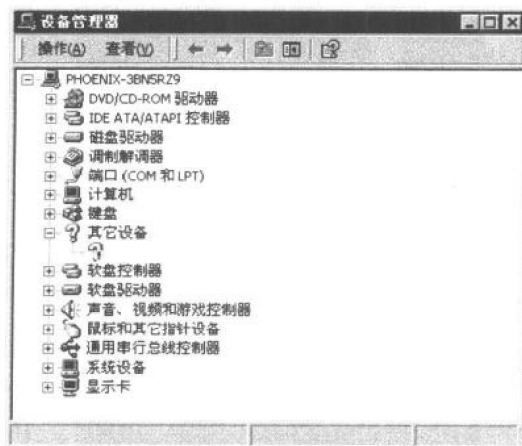 设备管理器
操作(A) 查看(V)
PHOENIX-3BN5RZ9
DVD/CD-ROM 驱动器
IDE ATA/ATAPI 控制器
磁盘驱动器
调制解调器
端口 (COM 和 LPT)
计算机
键盘
其它设备
软盘控制器
软盘驱动器
声音、视频和游戏控制器
鼠标和其它指针设备
通用串行总线控制器
系统设备
显示卡